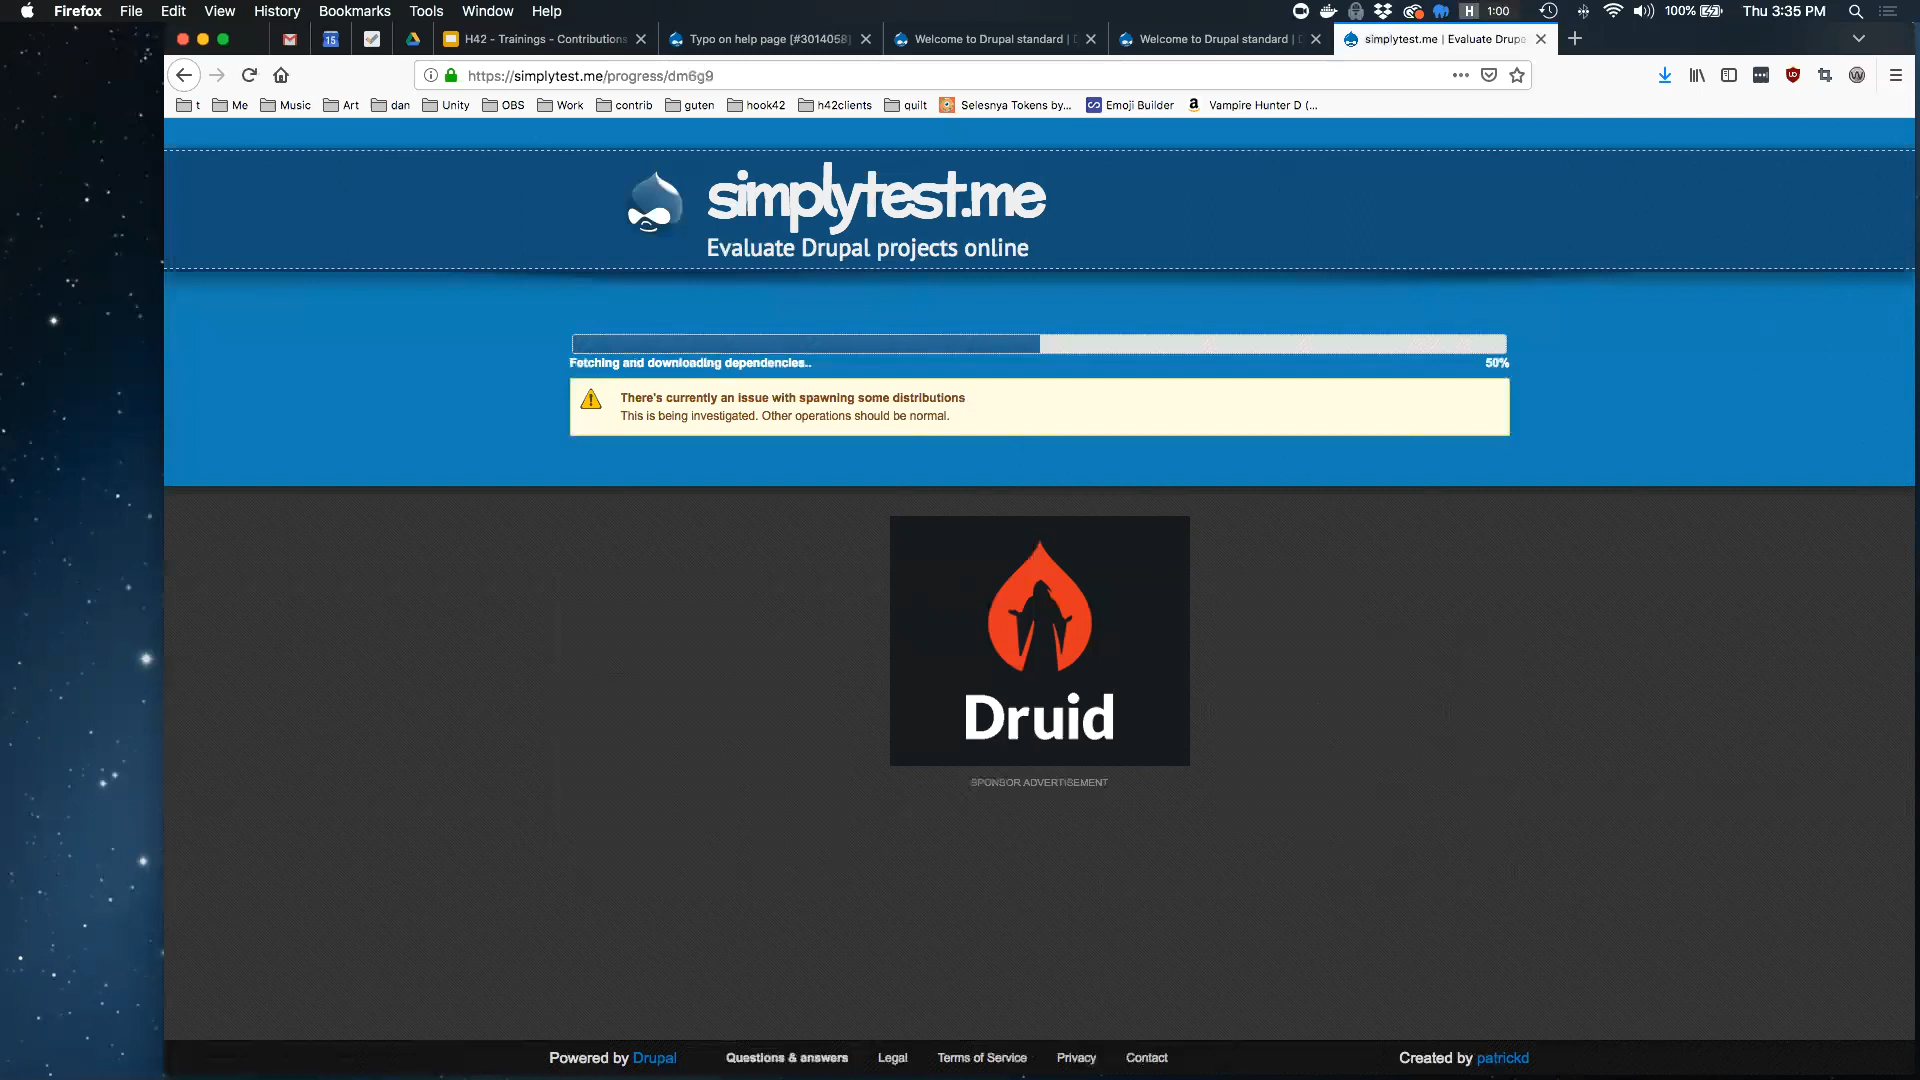 Firefox File Edit View History Bookmarks Tools Window Help H 1:00 100% Thu 3:35 PM
15 H42 - Trainings - Contributions Typo on help page [#3014058] Welcome to Drupal standard | Welcome to Drupal standard | simplytest.me | Evaluate Drupe
https://simplytest.me/progress/dm6g9
t Me Music Art dan Unity OBS Work contrib guten hook42 h42clients quilt Selesnya Tokens by... Emoji Builder a Vampire Hunter D (...
simplytest.me
Evaluate Drupal projects online
Fetching and downloading dependencies.. 50%
There's currently an issue with spawning some distributions
This is being investigated. Other operations should be normal.
Druid
SPONSOR ADVERTISEMENT
Powered by Drupal Questions & answers Legal Terms of Service Privacy Contact Created by patrickd